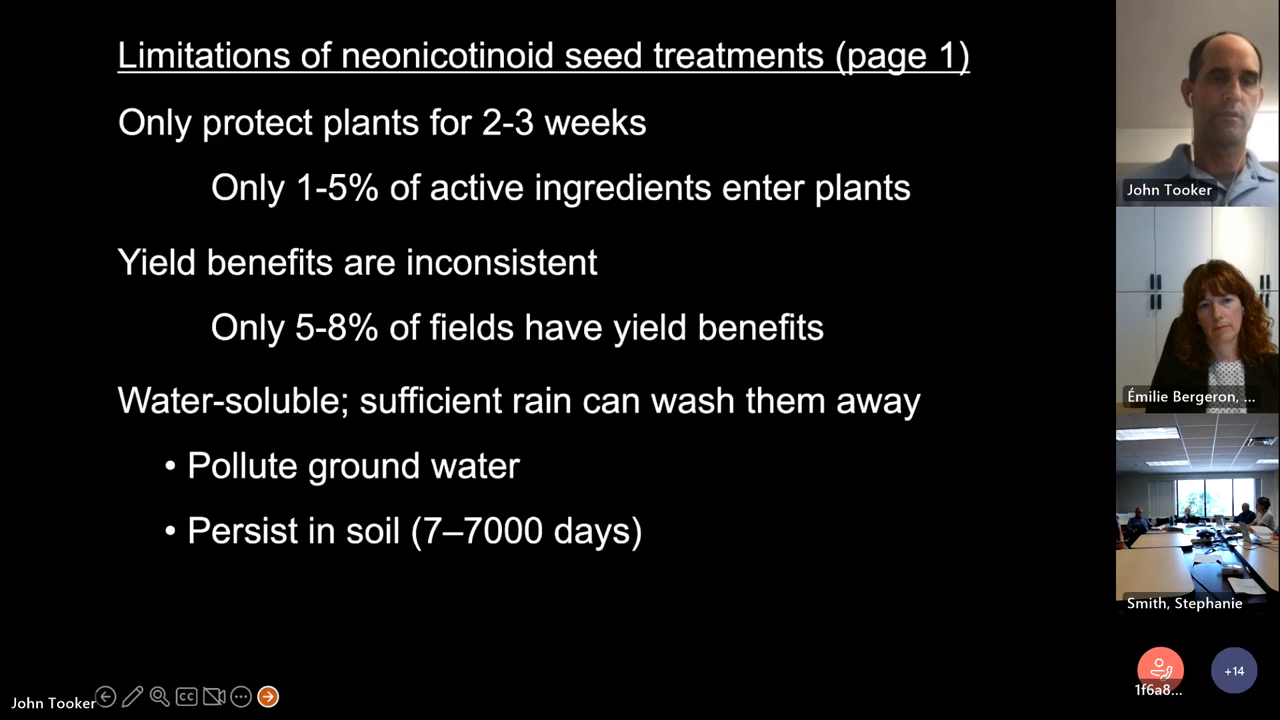 Limitations of neonicotinoid seed treatments (page 1)
Only protect plants for 2-3 weeks
Only 1-5% of active ingredients enter plants
Yield benefits are inconsistent
Only 5-8% of fields have yield benefits
Water-soluble; sufficient rain can wash them away
• Pollute ground water
• Persist in soil (7–7000 days)
John Tooker
CC
John Tooker
Émilie Bergeron, ...
Smith, Stephanie
1f6a8...
+14